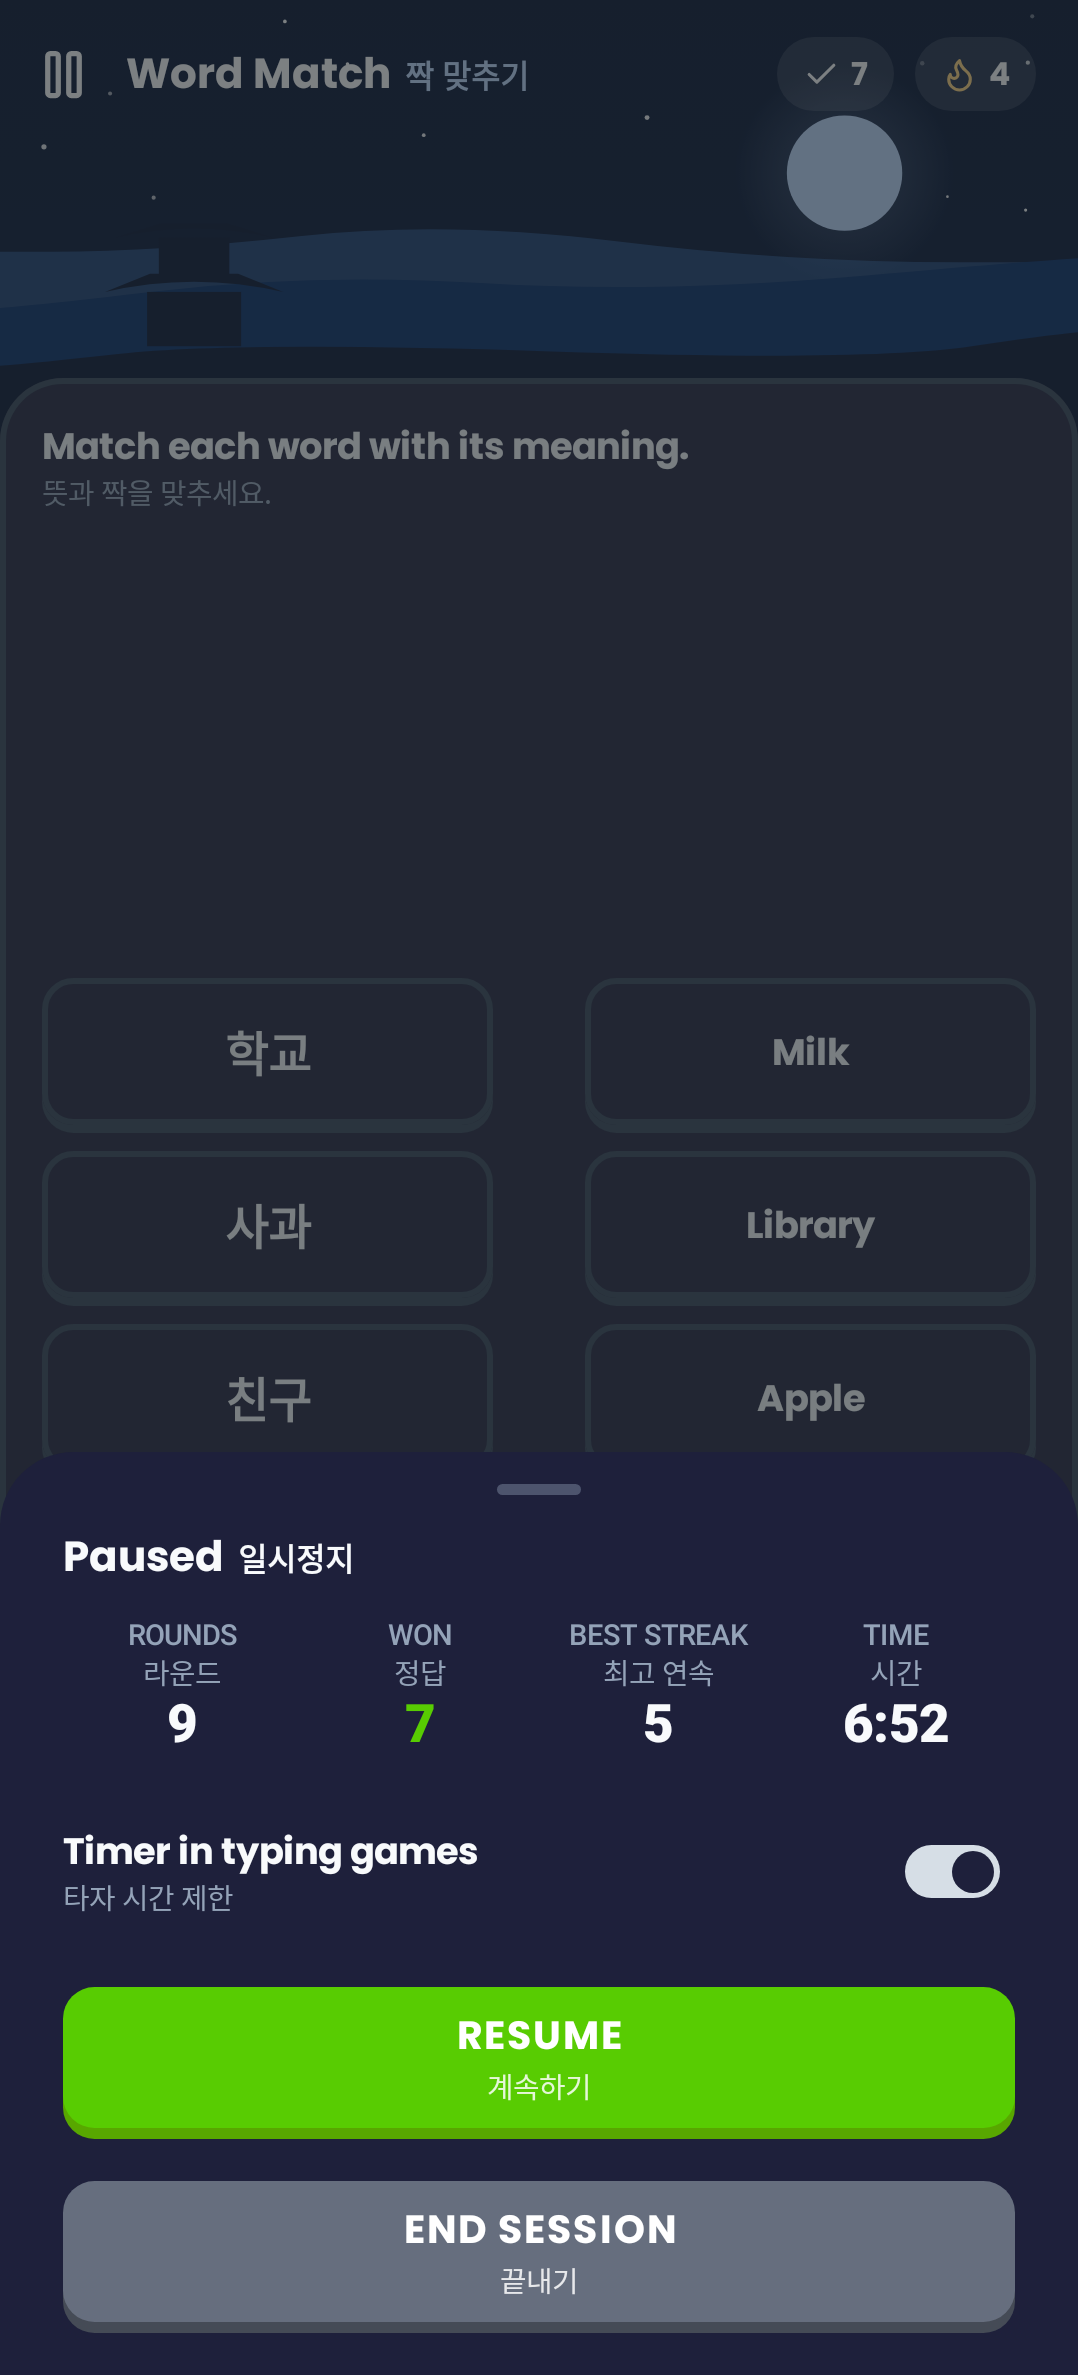 Word Match 짝 맞추기
7
4
Match each word with its meaning.
뜻과 짝을 맞추세요.
학교
Milk
사과
Library
친구
Apple
Paused 일시정지
ROUNDS
라운드
9
WON
정답
7
BEST STREAK
최고 연속
5
TIME
시간
6:52
Timer in typing games
타자 시간 제한
RESUME
계속하기
END SESSION
끝내기